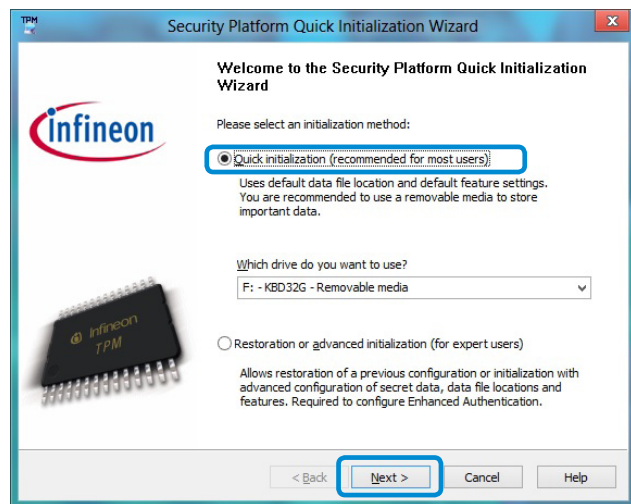 TPM
Security Platform Quick Initialization Wizard
x
Welcome to the Security Platform Quick Initialization
Wizard
infineon
Please select an initialization method:
Quick initialization (recommended for most users)
Uses default data file location and default feature settings.
You are recommended to use a removable media to store
important data.
Which drive do you want to use?
F: - KBD32G - Removable media
Infineon
TPM
Restoration or advanced initialization (for expert users)
Allows restoration of a previous configuration or initialization with
advanced configuration of secret data, data file locations and
features. Required to configure Enhanced Authentication.
< Back Next > Cancel Help